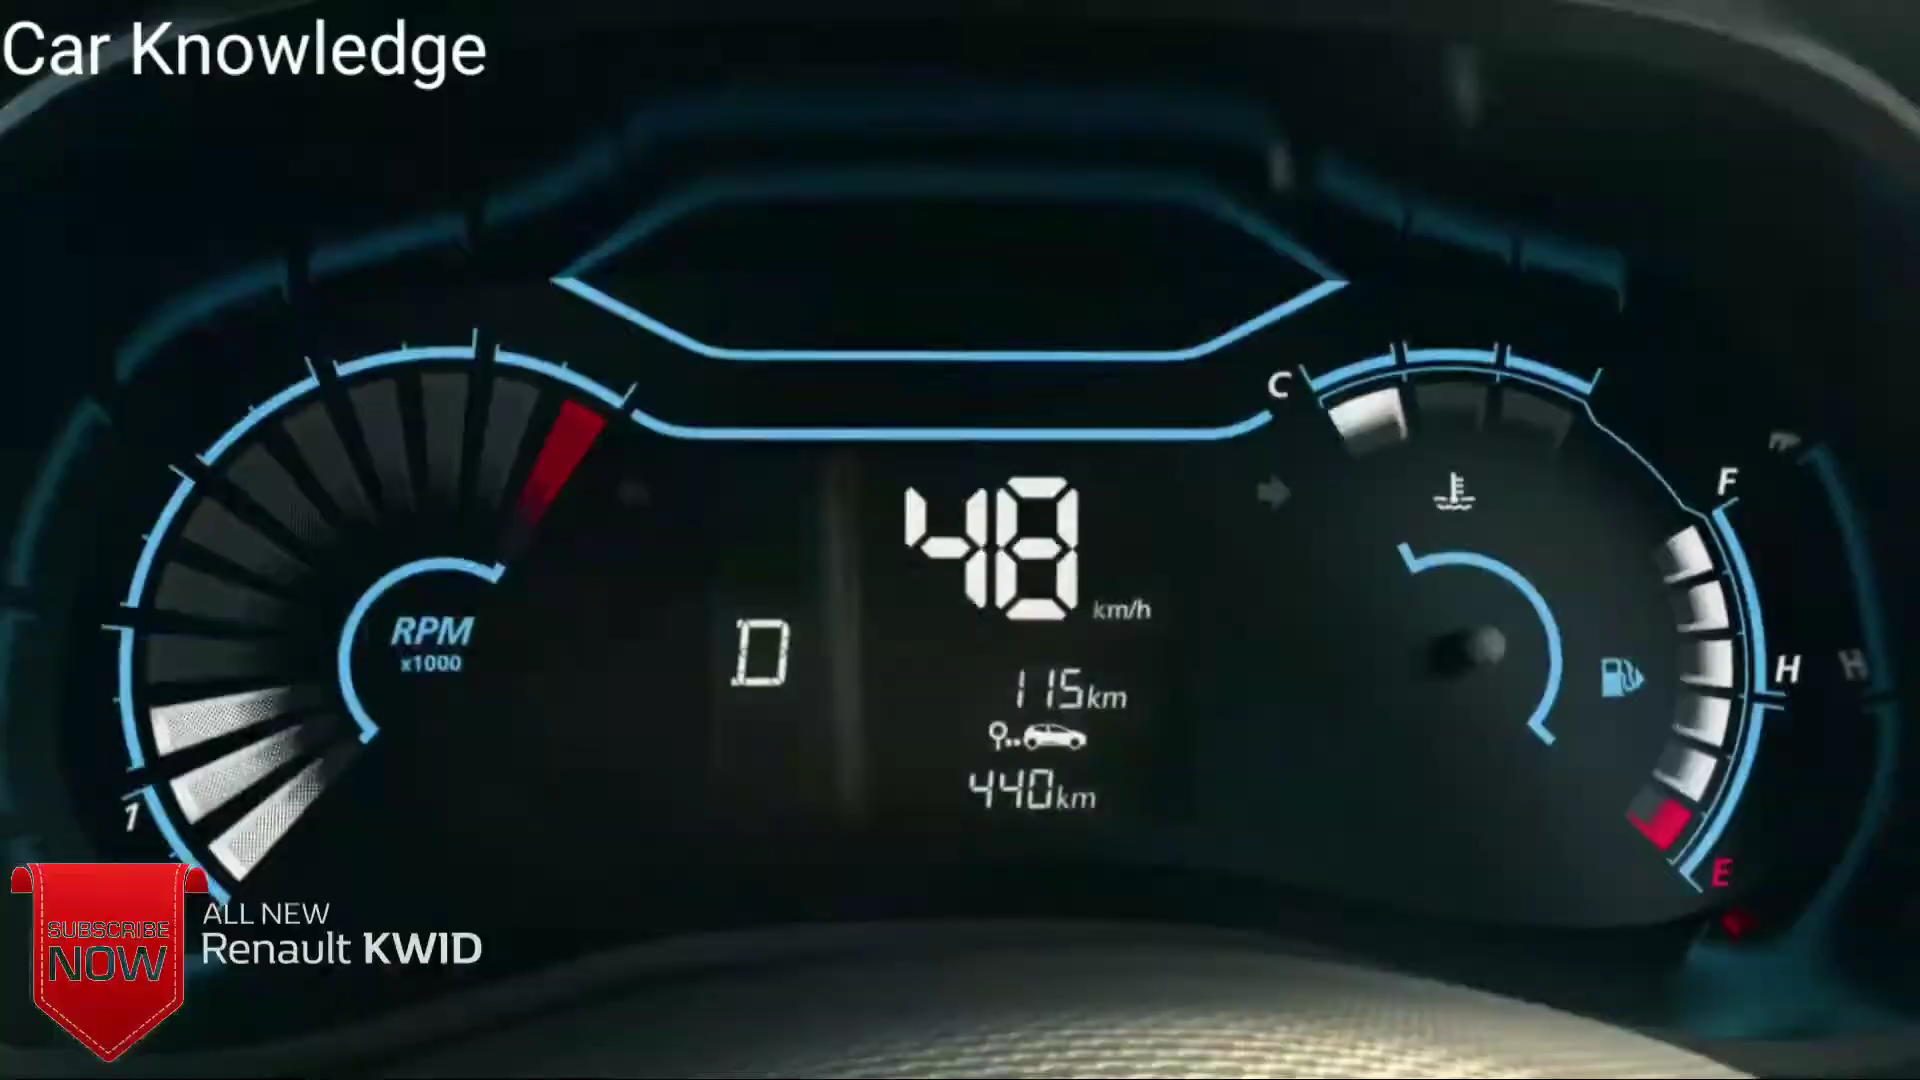 Car Knowledge
C
F
48
km/h
RPM
x1000
D
H
115km
440km
1
E
SUBSCRIBE
NOW
ALL NEW
Renault KWID